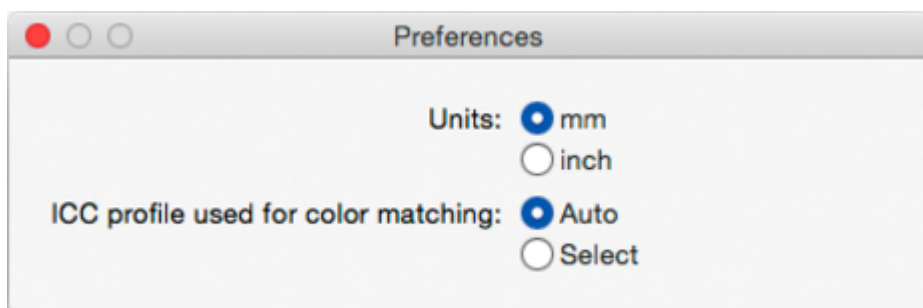 Preferences
Units: mm
inch
ICC profile used for color matching: Auto
Select